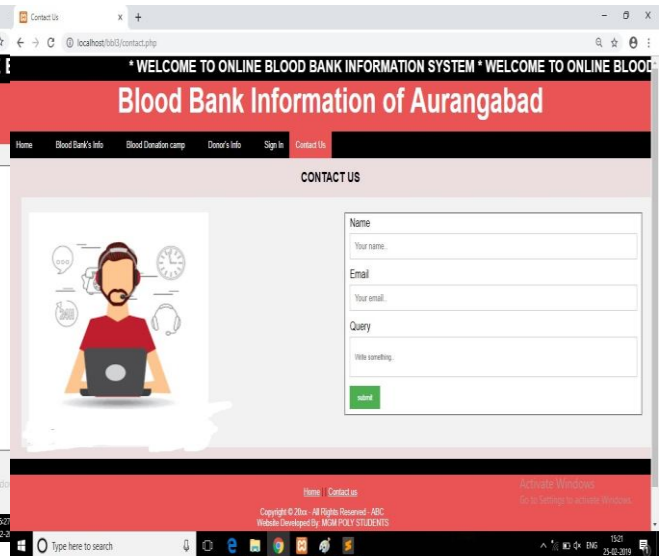 Contact Us
localhost/bbl3/contact.php
* WELCOME TO ONLINE BLOOD BANK INFORMATION SYSTEM * WELCOME TO ONLINE BLOOD
Blood Bank Information of Aurangabad
Home Blood Bank's Info Blood Donation camp Donor's Info Sign In Contact Us
CONTACT US
Name
Your name..
Email
Your email..
Query
Write something..
submit
24/8
Home || Contact us
Copyright © 20xx - All Rights Reserved - ABC
Website Developed By: MGM POLY STUDENTS
Activate Windows
Go to Settings to activate Windows.
Type here to search
ENG
15:21
25-02-2019